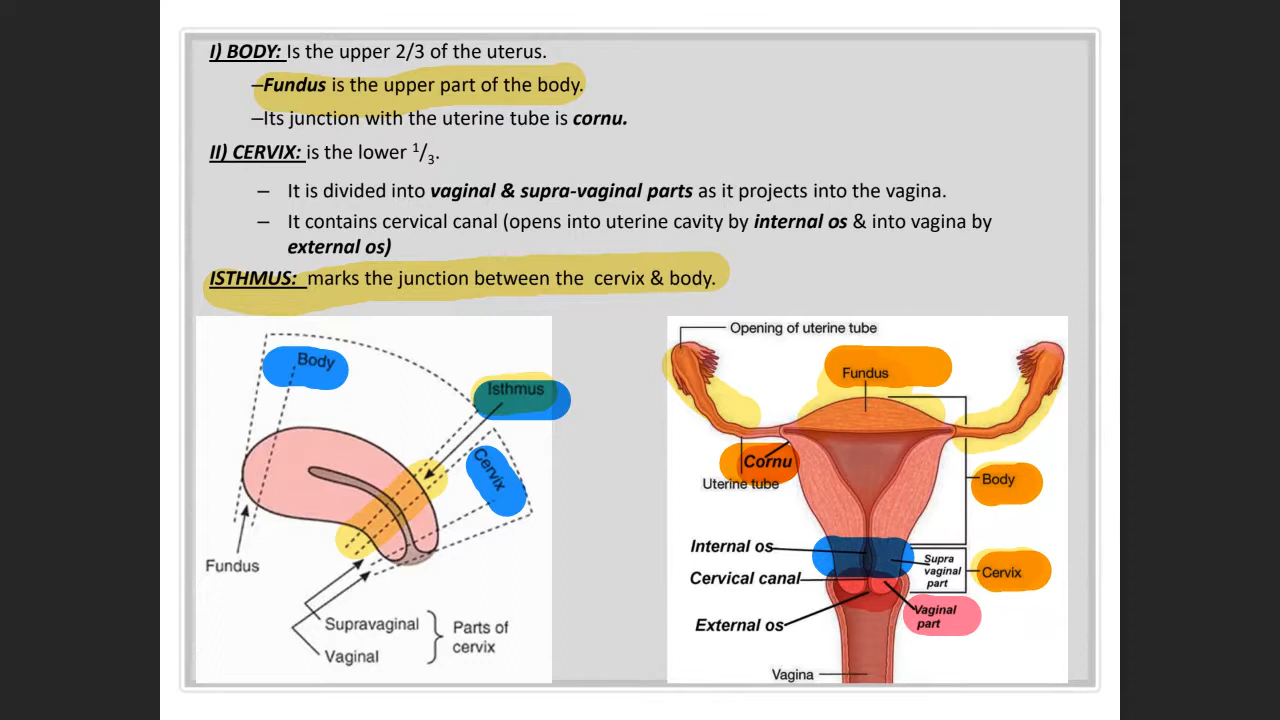 I) BODY: Is the upper 2/3 of the uterus.
–Fundus is the upper part of the body.
–Its junction with the uterine tube is cornu.
II) CERVIX: is the lower 1/3.
– It is divided into vaginal & supra-vaginal parts as it projects into the vagina.
– It contains cervical canal (opens into uterine cavity by internal os & into vagina by
external os)
ISTHMUS: marks the junction between the cervix & body.
Body
Isthmus
Cervix
Fundus
Supravaginal
Vaginal
Parts of
cervix
Opening of uterine tube
Fundus
Cornu
Uterine tube
Body
Internal os
Supra
vaginal
part
Cervix
Cervical canal
Vaginal
part
External os
Vagina